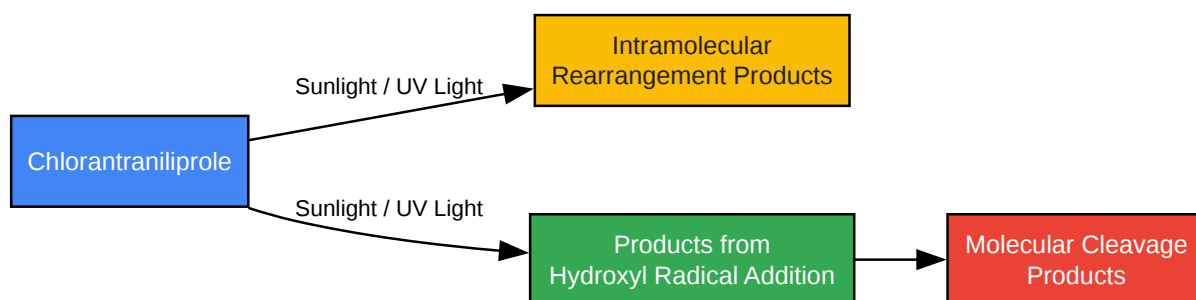 Intramolecular
Rearrangement Products
Sunlight / UV Light
Chlorantraniliprole
Sunlight / UV Light
Products from
Hydroxyl Radical Addition
Molecular Cleavage
Products